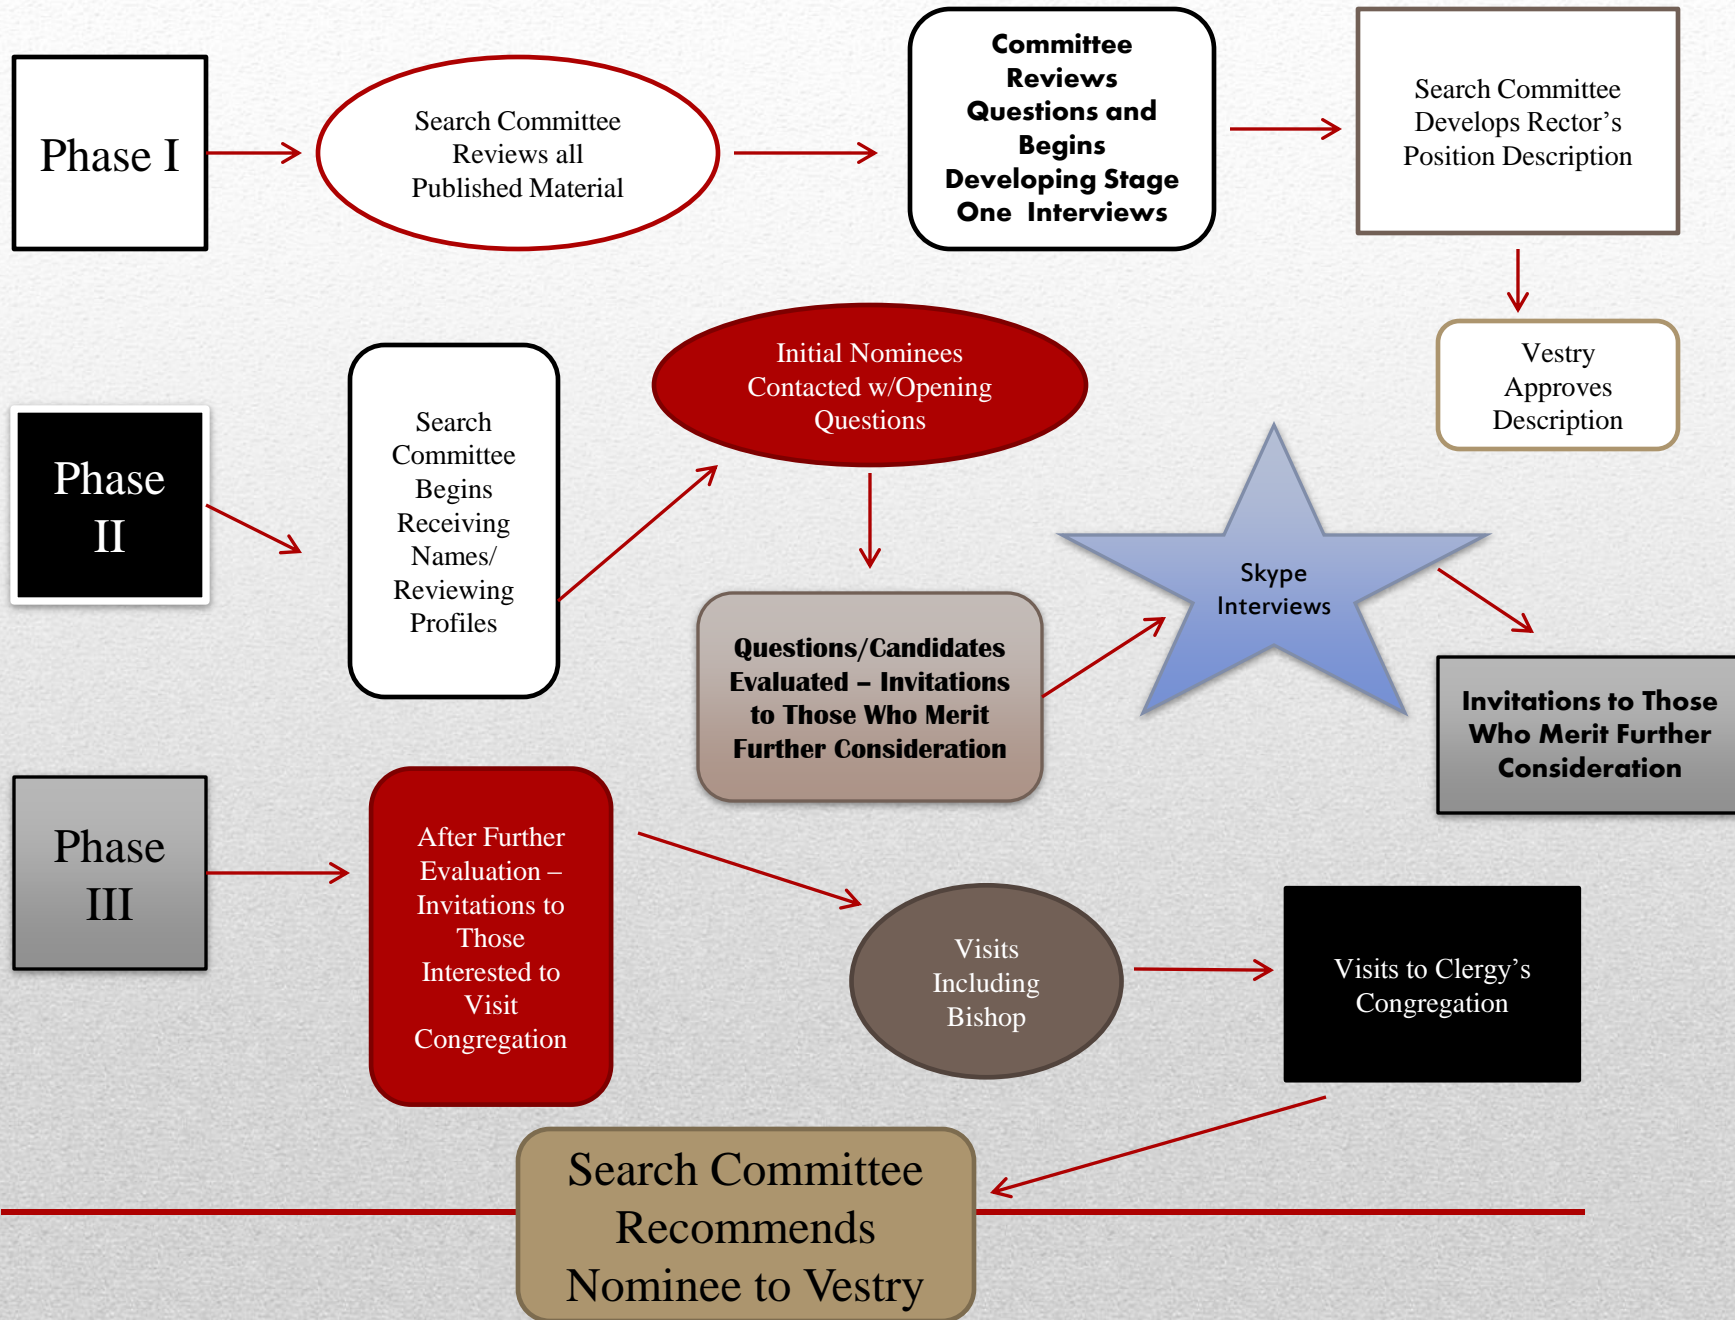 Phase I
Search Committee
Reviews all
Published Material
Committee
Reviews
Questions and
Begins
Developing Stage
One Interviews
Search Committee
Develops Rector’s
Position Description
Vestry
Approves
Description
Phase
II
Search
Committee
Begins
Receiving
Names/
Reviewing
Profiles
Initial Nominees
Contacted w/Opening
Questions
Questions/Candidates
Evaluated – Invitations
to Those Who Merit
Further Consideration
Skype
Interviews
Invitations to Those
Who Merit Further
Consideration
Phase
III
After Further
Evaluation –
Invitations to
Those
Interested to
Visit
Congregation
Visits
Including
Bishop
Visits to Clergy’s
Congregation
Search Committee
Recommends
Nominee to Vestry